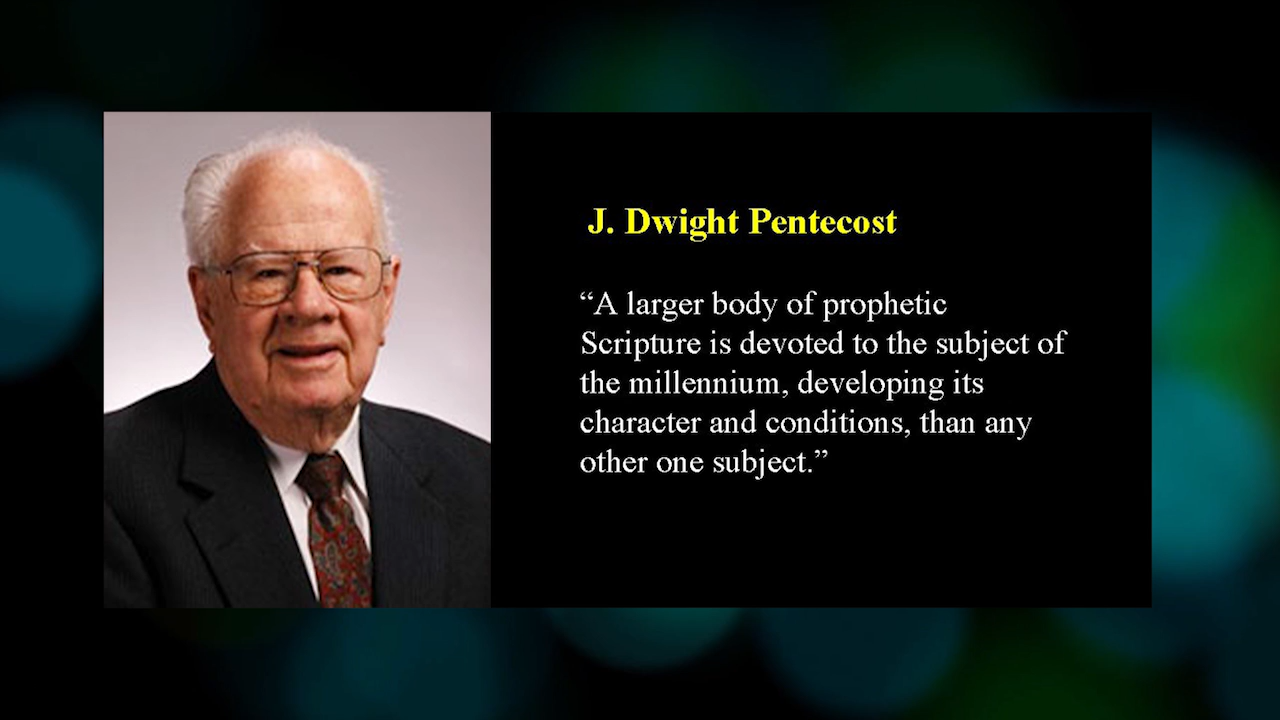 J. Dwight Pentecost
“A larger body of prophetic
Scripture is devoted to the subject of
the millennium, developing its
character and conditions, than any
other one subject.”